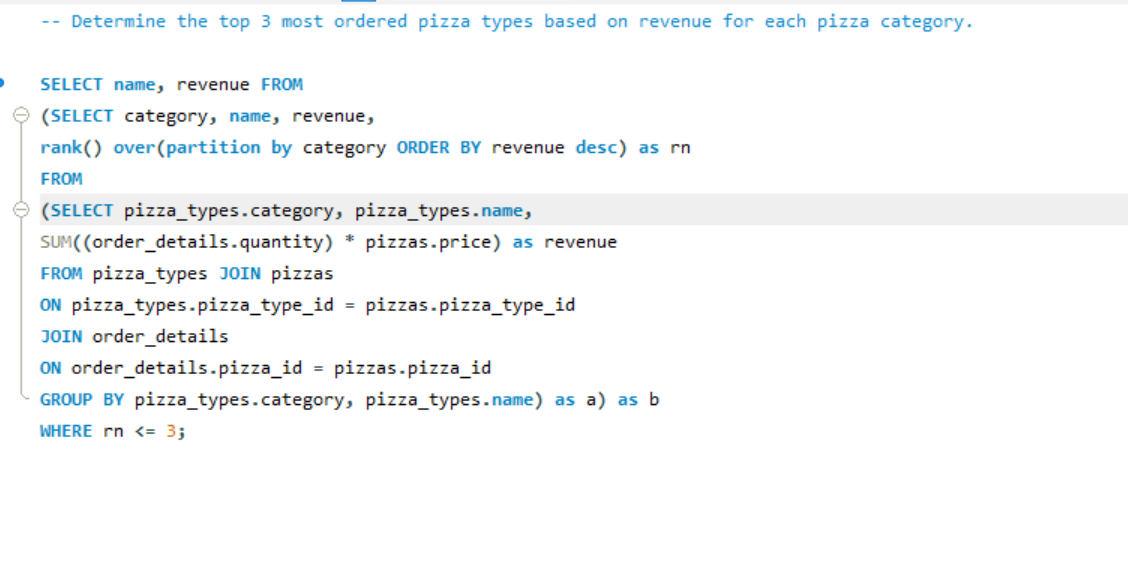 -- Determine the top 3 most ordered pizza types based on revenue for each pizza category.
SELECT name, revenue FROM
(SELECT category, name, revenue,
rank() over(partition by category ORDER BY revenue desc) as rn
FROM
(SELECT pizza_types.category, pizza_types.name,
SUM((order_details.quantity) * pizzas.price) as revenue
FROM pizza_types JOIN pizzas
ON pizza_types.pizza_type_id = pizzas.pizza_type_id
JOIN order_details
ON order_details.pizza_id = pizzas.pizza_id
GROUP BY pizza_types.category, pizza_types.name) as a) as b
WHERE rn <= 3;